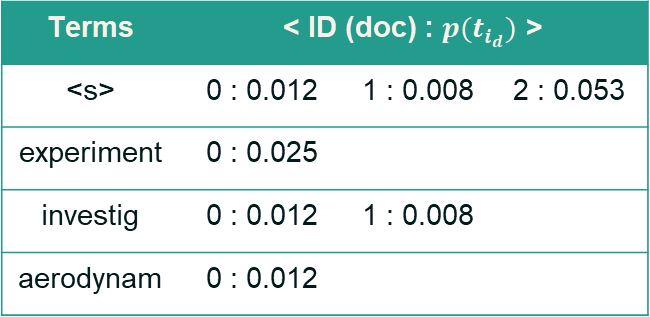 Terms < ID (doc) : p(t_{i_d}) >
<s> 0 : 0.012 1 : 0.008 2 : 0.053
experiment 0 : 0.025
investig 0 : 0.012 1 : 0.008
aerodynam 0 : 0.012